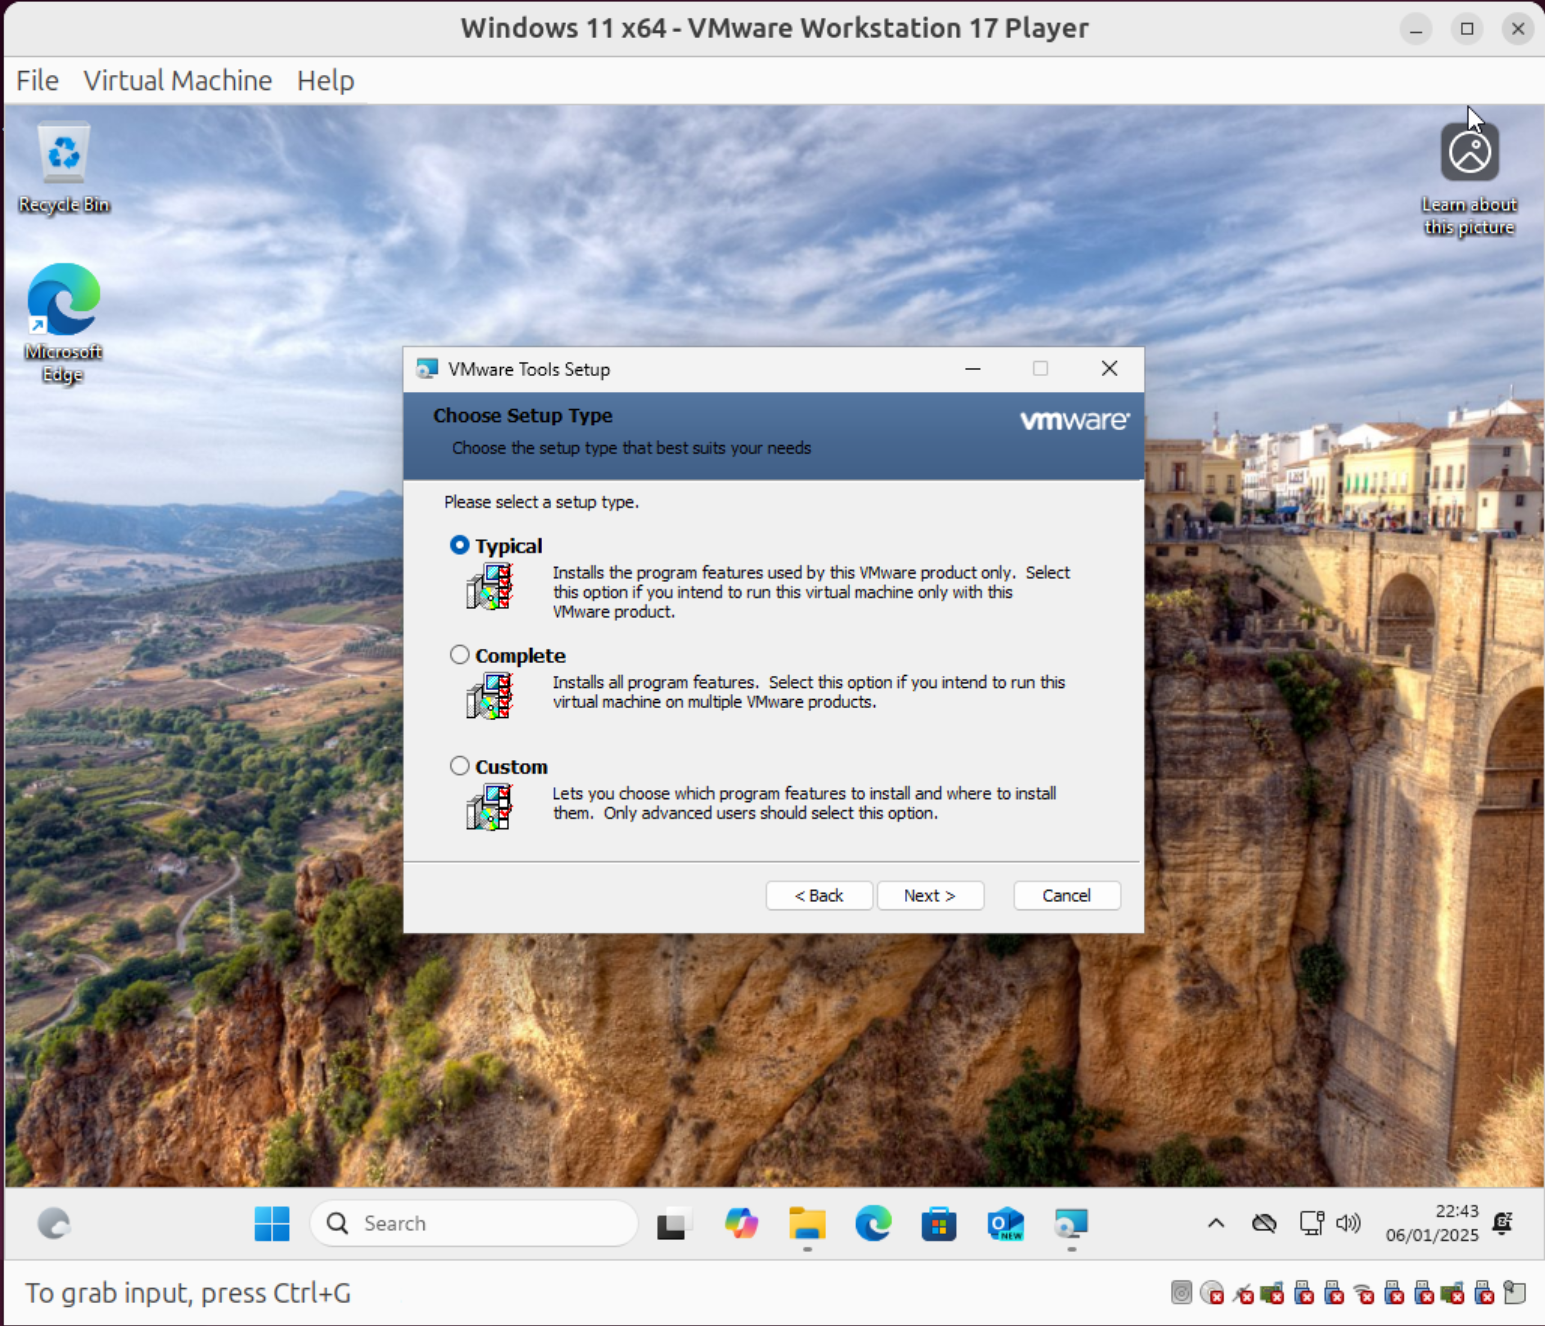 Windows 11 x64 - VMware Workstation 17 Player
File Virtual Machine Help
Recycle Bin
Learn about
this picture
Microsoft
Edge
VMware Tools Setup
Choose Setup Type
vmware
Choose the setup type that best suits your needs
Please select a setup type.
Typical
Installs the program features used by this VMware product only. Select
this option if you intend to run this virtual machine only with this
VMware product.
Complete
Installs all program features. Select this option if you intend to run this
virtual machine on multiple VMware products.
Custom
Lets you choose which program features to install and where to install
them. Only advanced users should select this option.
< Back Next > Cancel
Search
NEW
22:43
06/01/2025
To grab input, press Ctrl+G